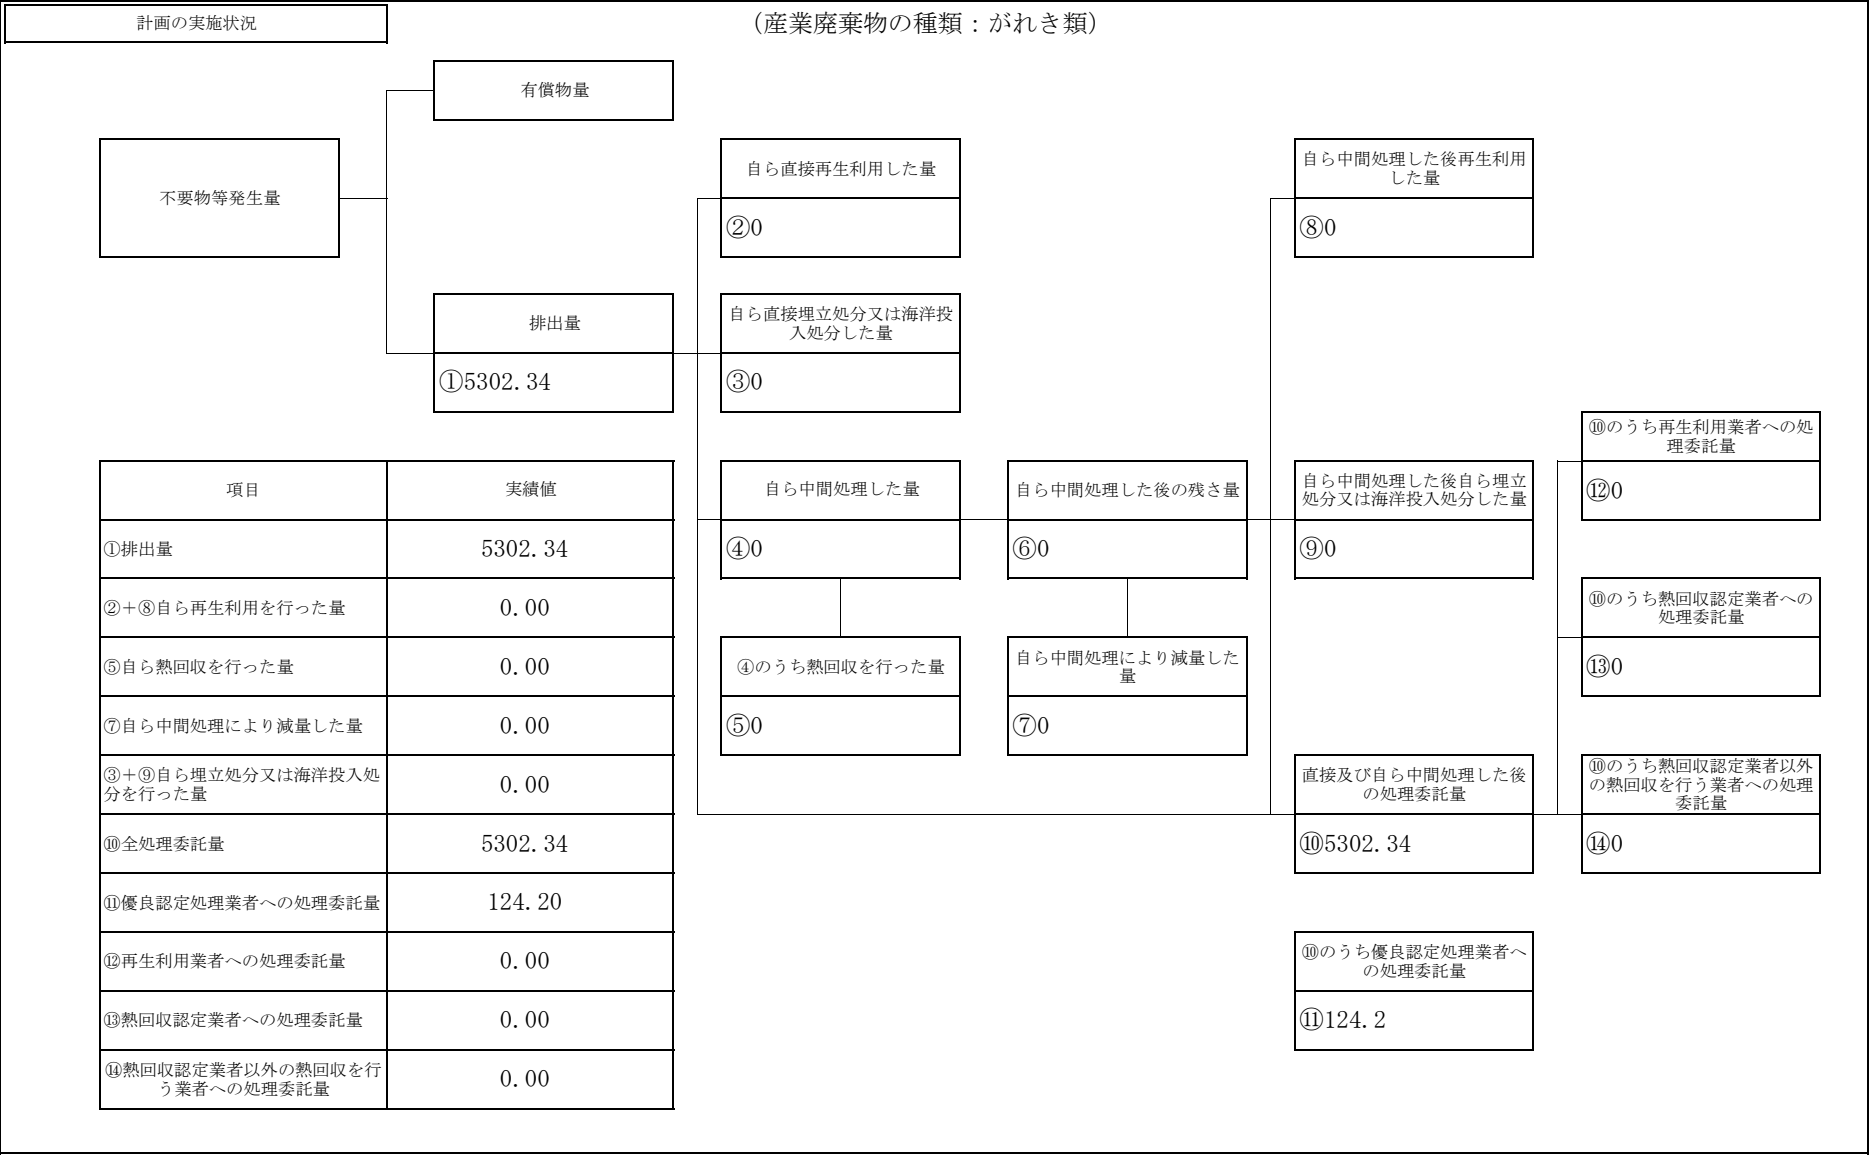 計画の実施状況
（産業廃棄物の種類：がれき類）
有償物量
不要物等発生量
自ら直接再生利用した量
②0
自ら中間処理した後再生利用
した量
⑧0
排出量
①5302.34
自ら直接埋立処分又は海洋投
入処分した量
③0
⑩のうち再生利用業者への処
理委託量
⑫0
自ら中間処理した量
④0
自ら中間処理した後の残さ量
⑥0
自ら中間処理した後自ら埋立
処分又は海洋投入処分した量
⑨0
⑩のうち熱回収認定業者への
処理委託量
⑬0
④のうち熱回収を行った量
⑤0
自ら中間処理により減量した
量
⑦0
直接及び自ら中間処理した後
の処理委託量
⑩5302.34
⑩のうち熱回収認定業者以外
の熱回収を行う業者への処理
委託量
⑭0
⑩のうち優良認定処理業者へ
の処理委託量
⑪124.2
項目 実績値
①排出量 5302.34
②＋⑧自ら再生利用を行った量 0.00
⑤自ら熱回収を行った量 0.00
⑦自ら中間処理により減量した量 0.00
③＋⑨自ら埋立処分又は海洋投入処
分を行った量 0.00
⑩全処理委託量 5302.34
⑪優良認定処理業者への処理委託量 124.20
⑫再生利用業者への処理委託量 0.00
⑬熱回収認定業者への処理委託量 0.00
⑭熱回収認定業者以外の熱回収を行
う業者への処理委託量 0.00